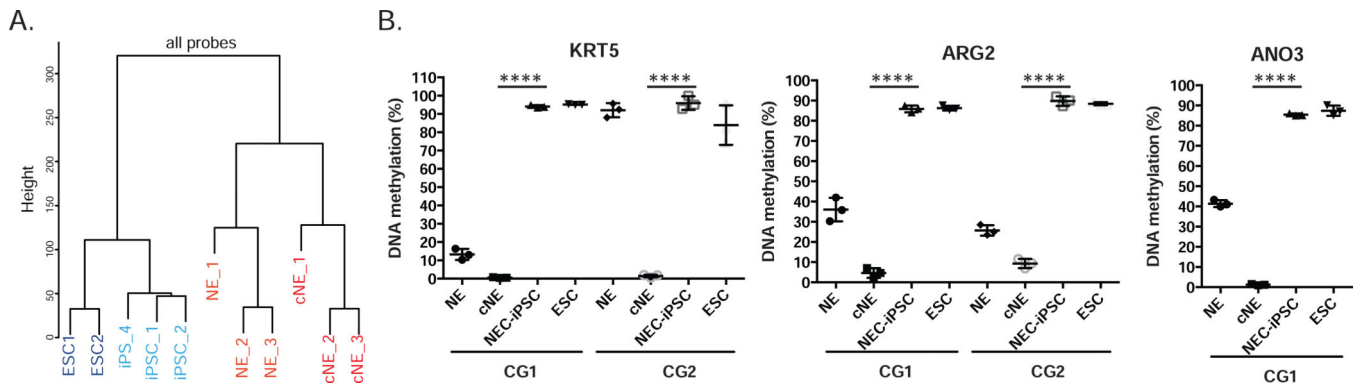 A.
all probes
Height
0
50
100
150
200
250
300
ESC1
ESC2
iPS_4
iPSC_1
iPSC_2
NE_1
NE_2
NE_3
cNE_1
cNE_2
cNE_3
B.
KRT5
DNA methylation (%)
110
100
90
80
70
60
50
40
30
20
10
0
****
****
NE
cNE
NEC-iPSC
ESC
NE
cNE
NEC-iPSC
ESC
CG1
CG2
ARG2
DNA methylation (%)
100
90
80
70
60
50
40
30
20
10
0
****
****
NE
cNE
NEC-iPSC
ESC
NE
cNE
NEC-iPSC
ESC
CG1
CG2
ANO3
DNA methylation (%)
100
90
80
70
60
50
40
30
20
10
0
****
NE
cNE
NEC-iPSC
ESC
CG1